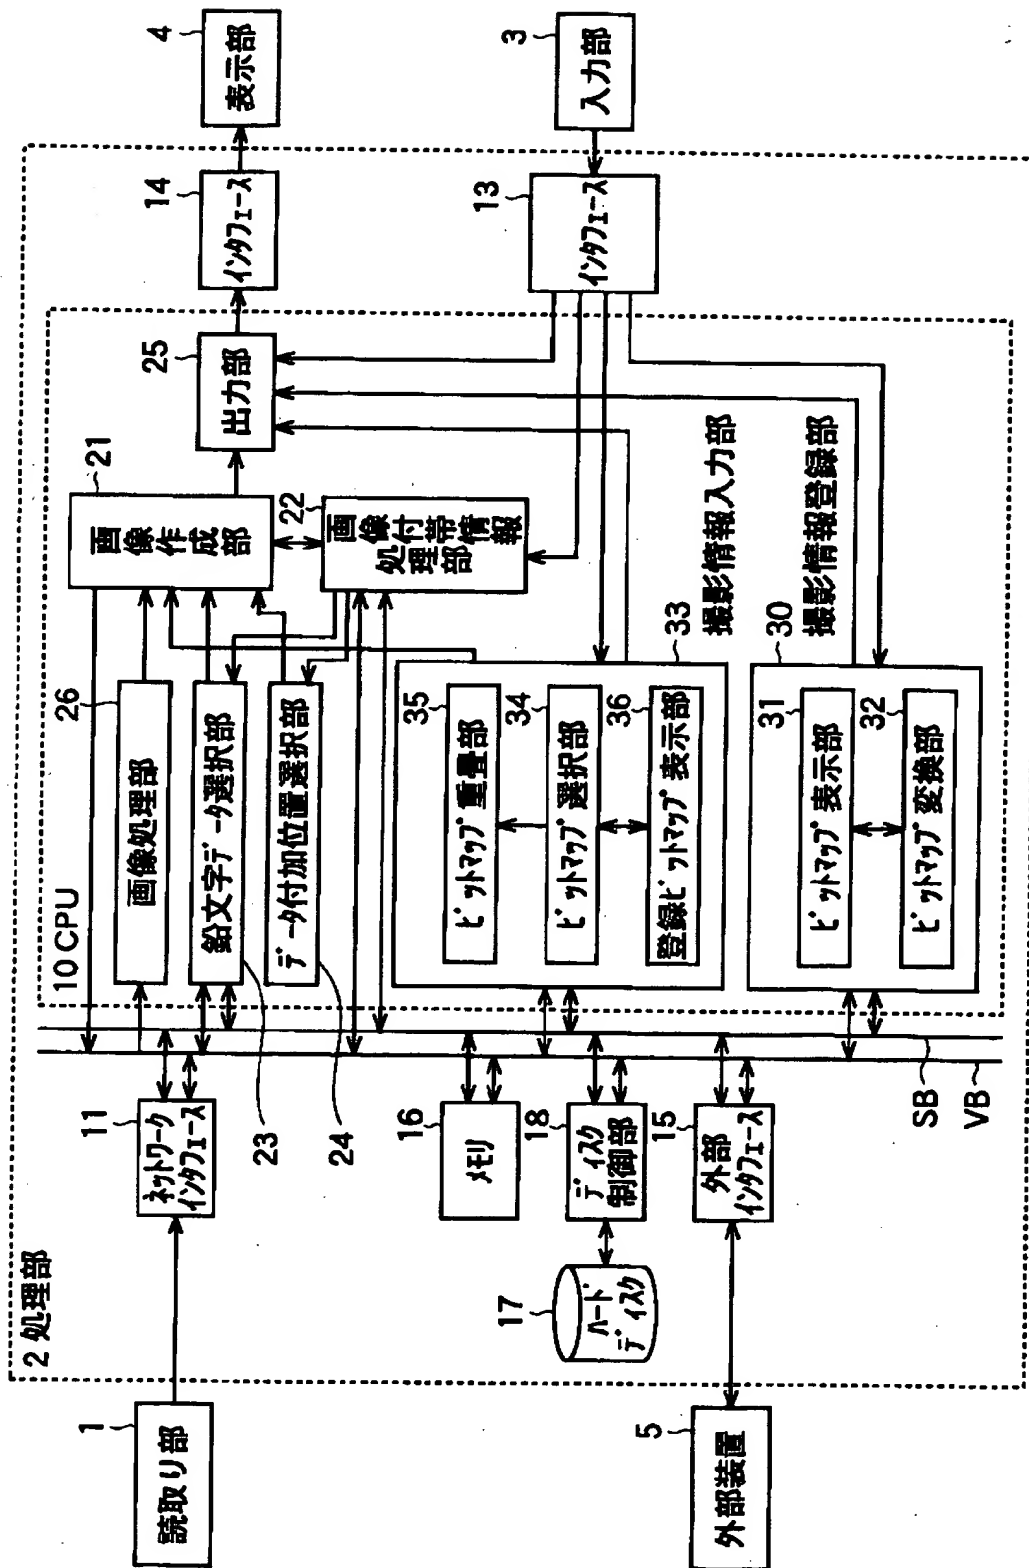 2 処理部
1
読取り部
11
ネットワーク
インタフェース
10 CPU
26
画像処理部
鉛文字データ選択部
23
データ付加位置選択部
24
21
画像作成部
22
画像付帯情報
処理部
25
出力部
14
インタフェース
4
表示部
3
入力部
13
インタフェース
16
メモリ
18
ディスク
制御部
17
ハード
ディスク
15
外部
インタフェース
5
外部装置
33
撮影情報入力部
35
ビットマップ重畳部
34
ビットマップ選択部
36
登録ビットマップ表示部
30
撮影情報登録部
31
ビットマップ表示部
32
ビットマップ変換部
SB
VB